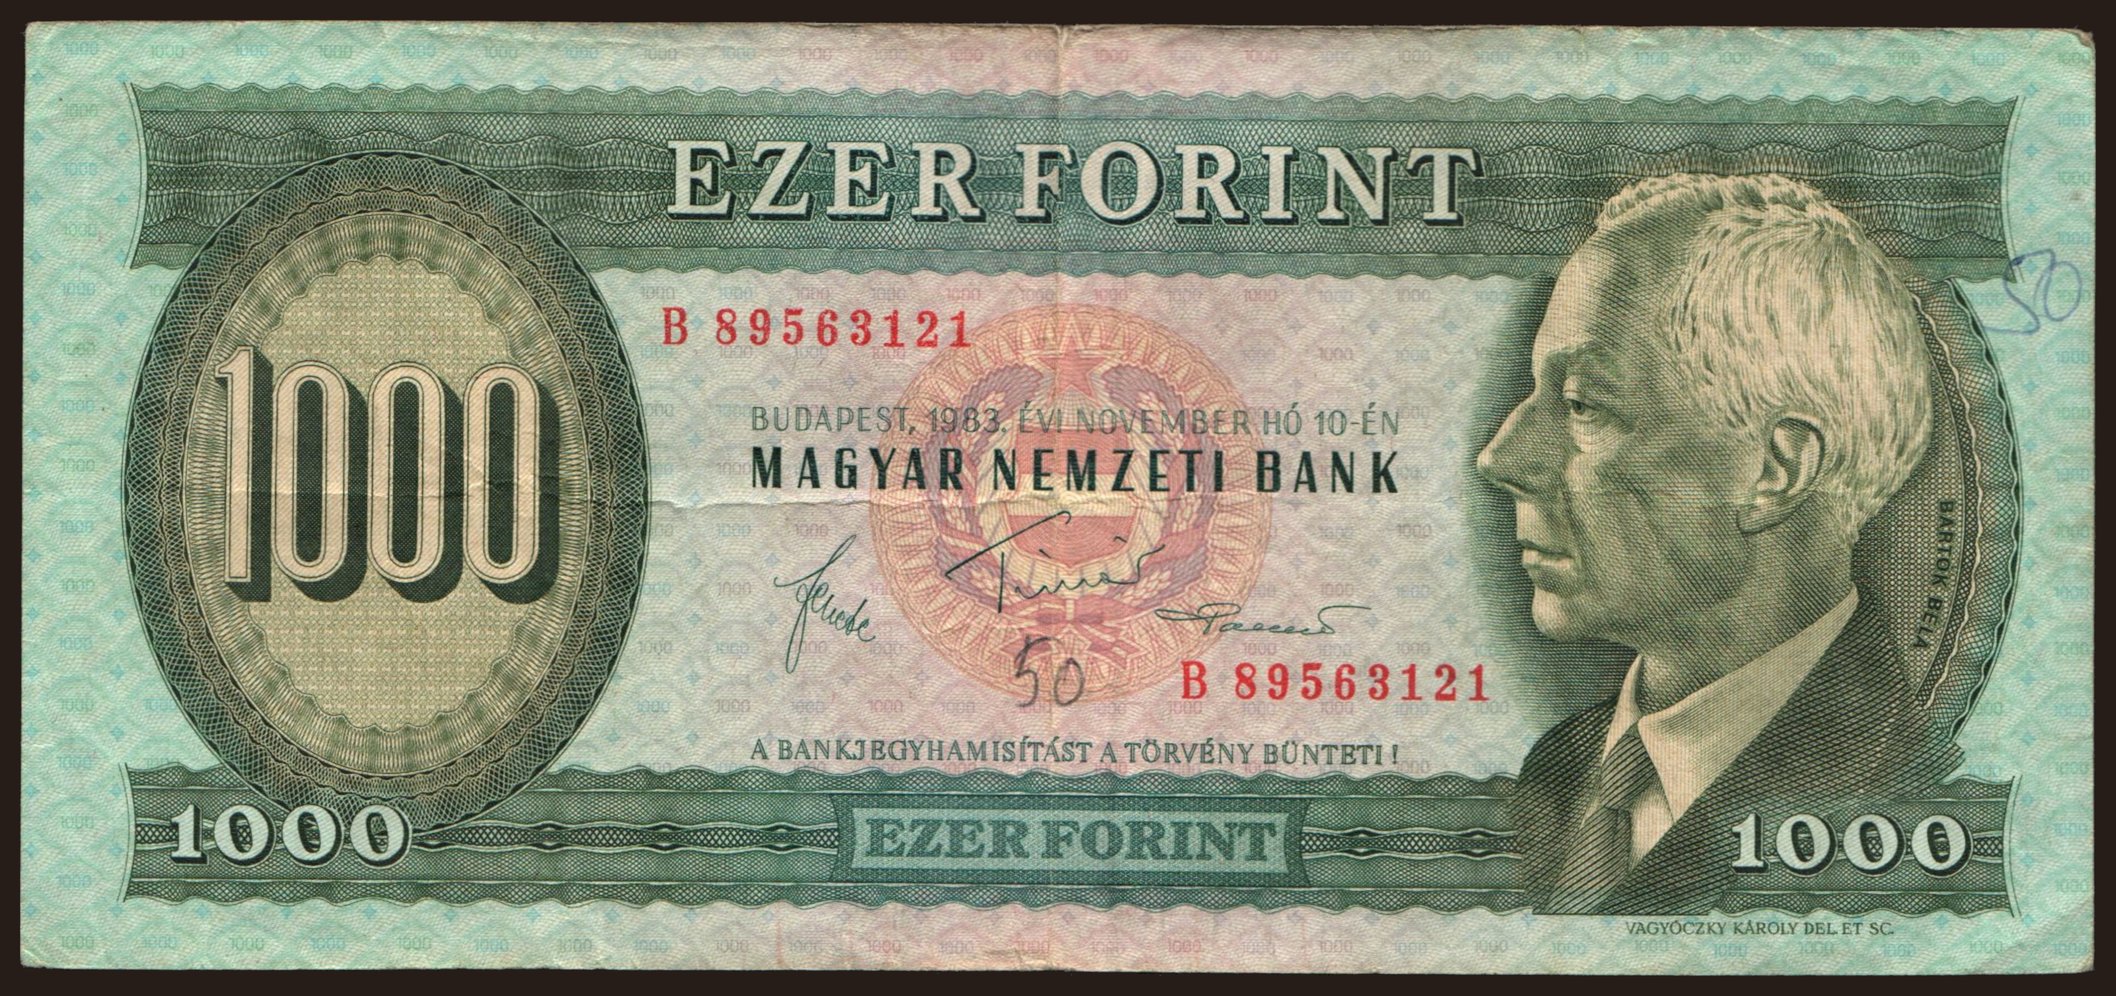 EZER FORINT
50
B 89563121
1000
BUDAPEST, 1983. ÉVI NOVEMBER HÓ 10-ÉN
MAGYAR NEMZETI BANK
BARTÓK BÉLA
50
B 89563121
A BANKJEGYHAMISÍTÁST A TÖRVÉNY BÜNTETI !
1000
EZER FORINT
1000
VAGYÓCZKY KÁROLY DEL. ET SC.